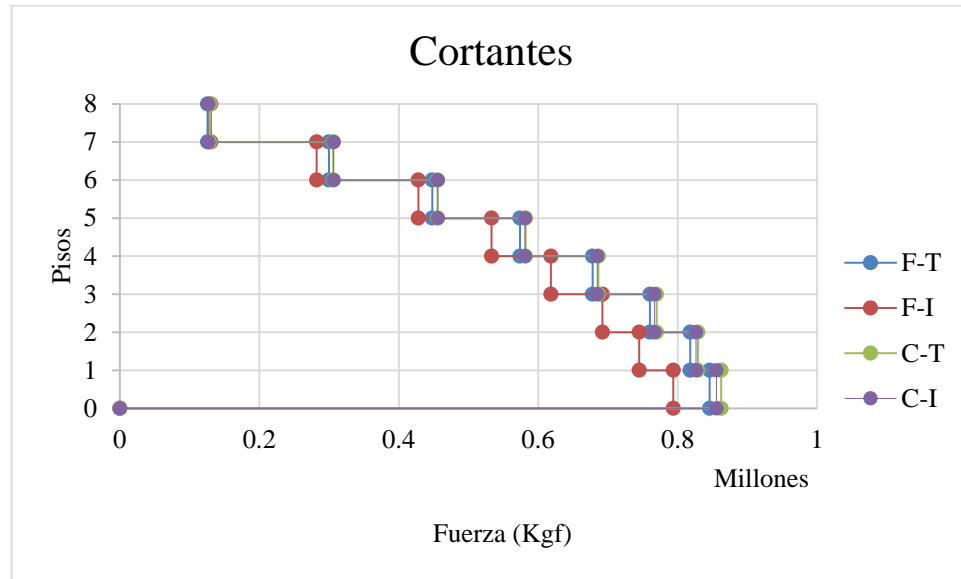 Cortantes
8
7
6
5
4
3
2
1
0
Pisos
0 0.2 0.4 0.6 0.8 1
Millones
Fuerza (Kgf)
F-T
F-I
C-T
C-I